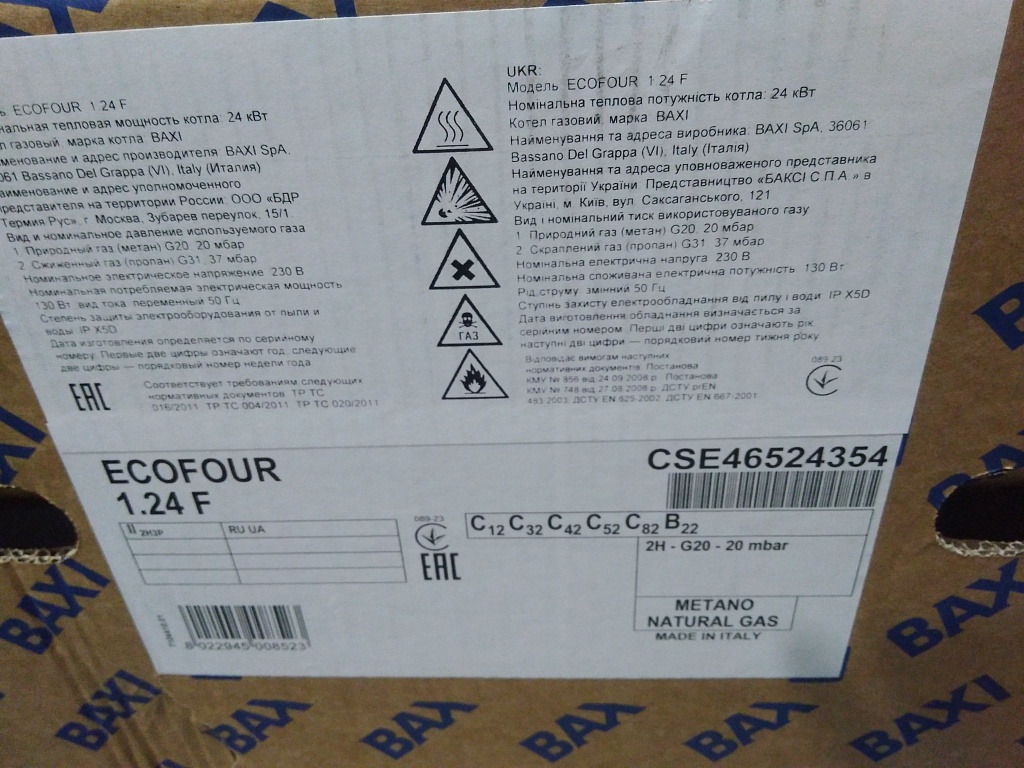 ECOFOUR 1.24 F
тепловая мощность котла: 24 кВт
газовый, марка котла BAXI
и адрес производителя: BAXI SpA,
Bassano Del Grappa (VI), Italy (Италия)
и адрес уполномоченного
представителя на территории России: ООО «БДР
Термия Рус», г. Москва, Зубарев переулок, 15/1
Вид и номинальное давление используемого газа
1. Природный газ (метан) G20, 20 мбар
2. Сжиженный газ (пропан) G31, 37 мбар
Номинальное электрическое напряжение: 230 В
Номинальная потребляемая электрическая мощность
130 Вт, вид тока: переменный 50 Гц
Степень защиты электрооборудования от пыли и
воды: IP X5D
Дата изготовления определяется по серийному
номеру. Первые две цифры означают год, следующие
две цифры — порядковый номер недели года
EAC
Соответствует требованиям следующих
нормативных документов: ТР ТС
016/2011, ТР ТС 004/2011, ТР ТС 020/2011
ГАЗ
UKR:
Модель: ECOFOUR 1.24 F
Номінальна теплова потужність котла: 24 кВт
Котел газовий, марка: BAXI
Найменування та адреса виробника: BAXI SpA, 36061
Bassano Del Grappa (VI), Italy (Італія)
Найменування та адреса уповноваженого представника
на території України: Представництво «БАКСІ С.П.А.» в
Україні, м. Київ, вул. Саксаганського, 121
Вид і номінальний тиск використовуваного газу
1. Природний газ (метан) G20, 20 мбар
2. Скраплений газ (пропан) G31, 37 мбар
Номінальна електрична напруга: 230 В
Номінальна споживана електрична потужність: 130 Вт
Рід струму: змінний 50 Гц
Ступінь захисту електрообладнання від пилу і води: IP X5D
Дата виготовлення обладнання визначається за
серійним номером. Перші дві цифри означають рік,
наступні дві цифри — порядковий номер тижня року
Відповідає вимогам наступних
нормативних документів: Постанова
КМУ № 856 від 24.09.2008 р., Постанова
КМУ № 748 від 27.08.2008 р., ДСТУ prEN
483:2003, ДСТУ EN 625-2002, ДСТУ EN 667-2001
089-23
ECOFOUR
1.24 F
CSE46524354
II 2H3P RU UA
089-23
EAC
C12 C32 C42 C52 C82 B22
2H - G20 - 20 mbar
METANO
NATURAL GAS
MADE IN ITALY
8 022945 008523
BAXI
BAXI
BAXI
BAXI
BAXI
BAXI
BAXI
BAXI